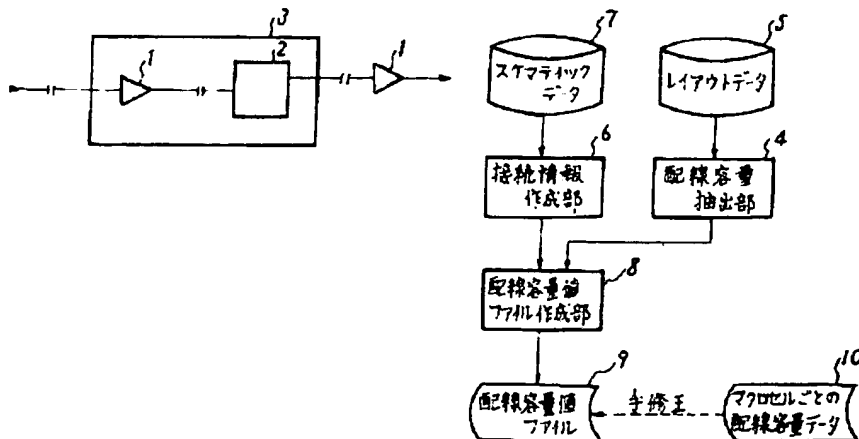 3
1
2
1
7
スケマティック
データ
5
レイアウトデータ
6
接続情報
作成部
4
配線容量
抽出部
8
配線容量値
ファイル作成部
9
配線容量値
ファイル
手修正
10
マクロセルごとの
配線容量データ